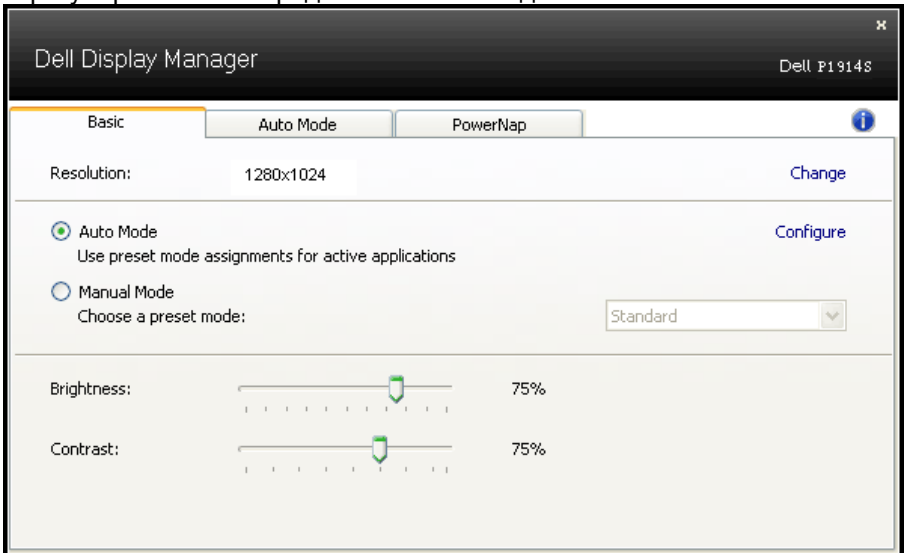 x
Dell Display Manager
Dell P1914S
Basic
Auto Mode
PowerNap
Resolution:
1280x1024
Change
Auto Mode
Configure
Use preset mode assignments for active applications
Manual Mode
Choose a preset mode:
Standard
Brightness:
75%
Contrast:
75%